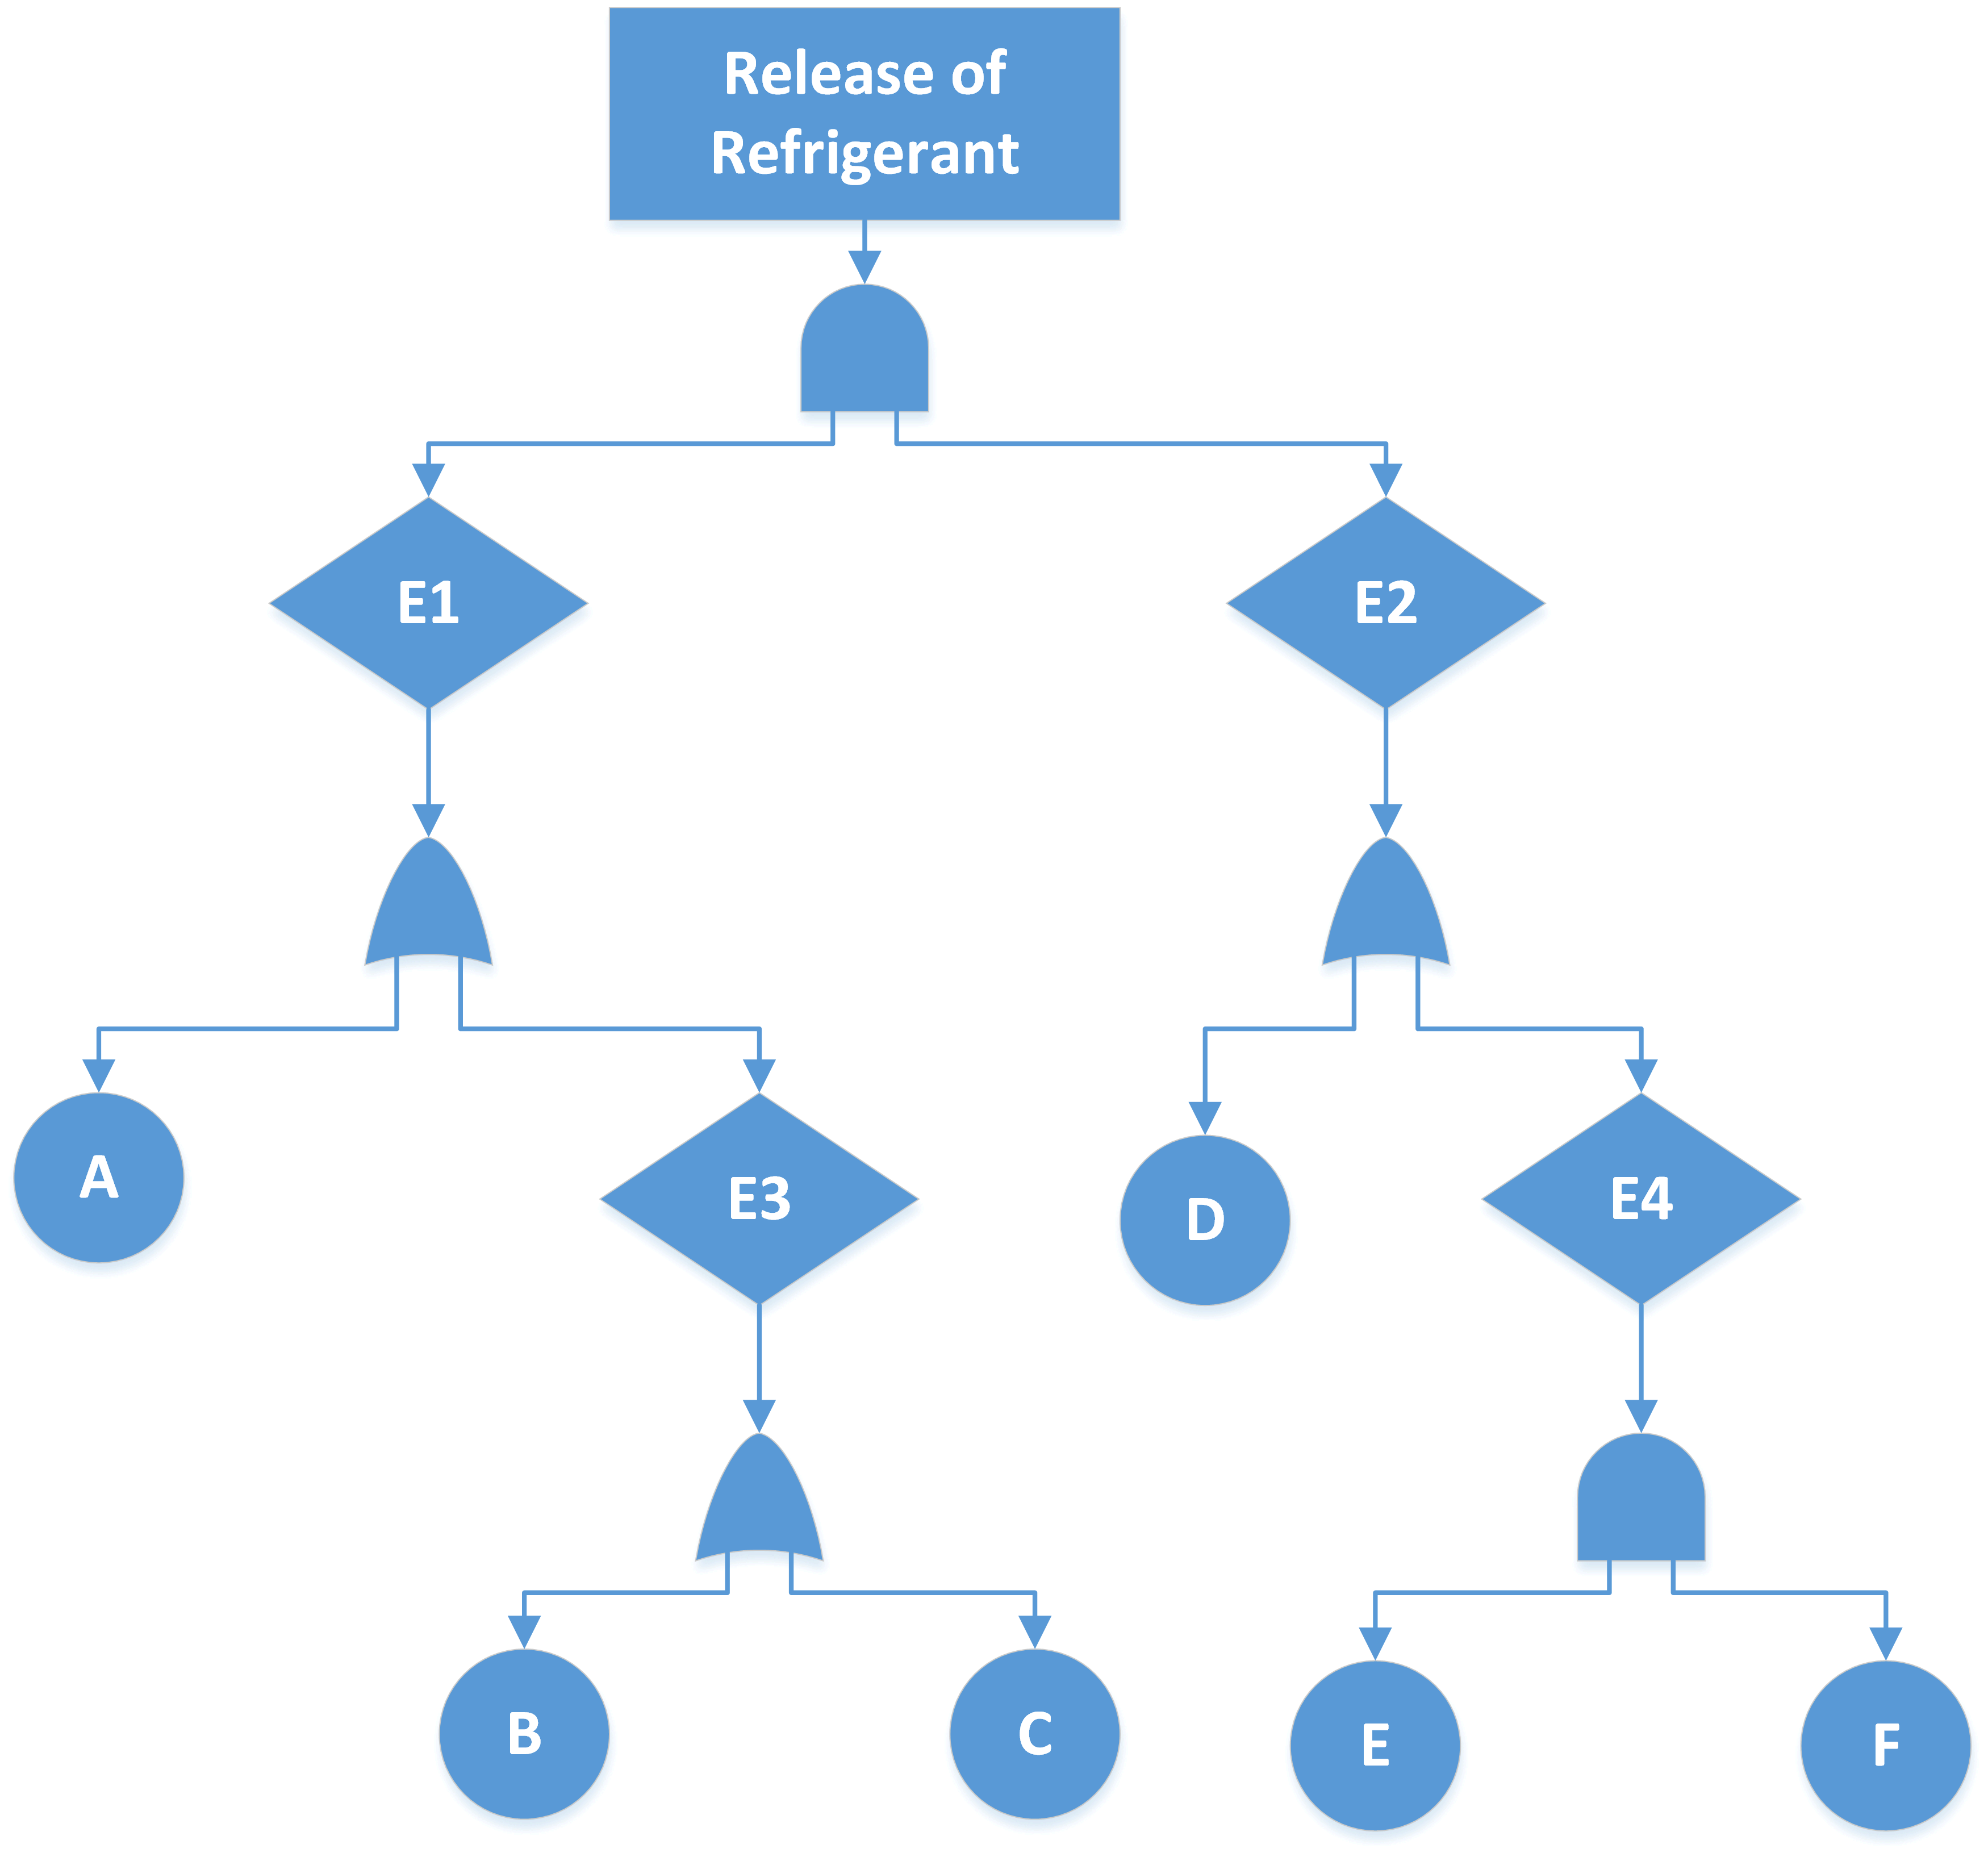 Release of
Refrigerant
E1
E2
A
E3
D
E4
B
C
E
F